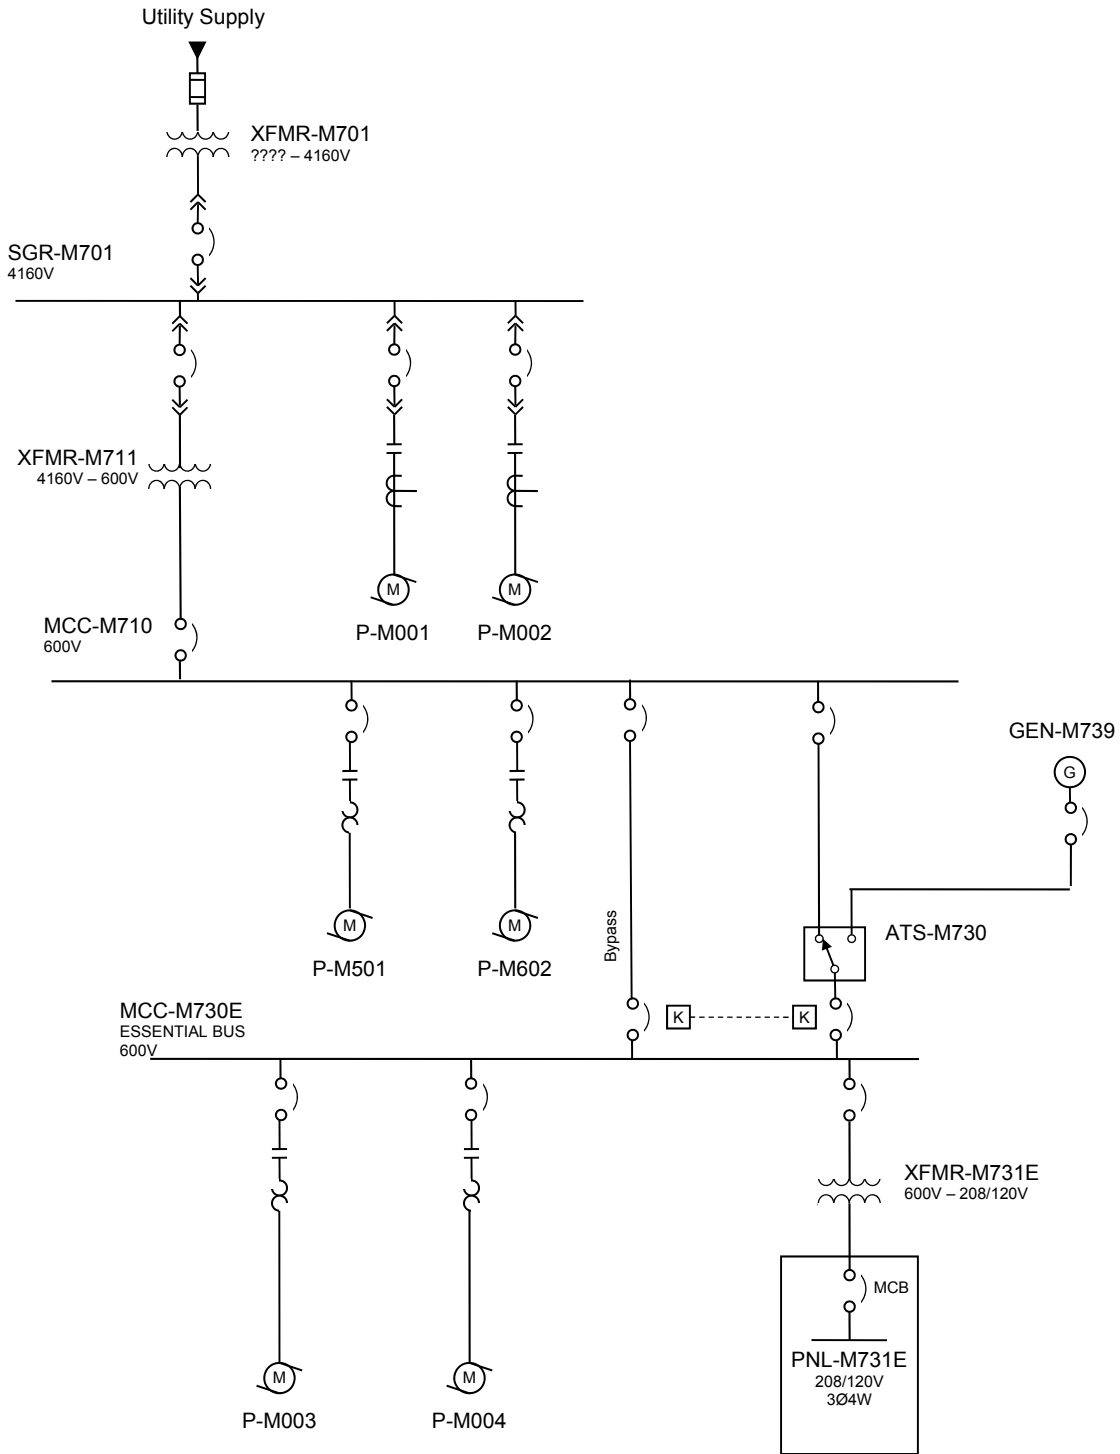 Utility Supply
XFMR-M701
???? – 4160V
SGR-M701
4160V
XFMR-M711
4160V – 600V
M
M
P-M001
P-M002
MCC-M710
600V
GEN-M739
G
M
M
P-M501
P-M602
Bypass
ATS-M730
MCC-M730E
ESSENTIAL BUS
600V
K
K
XFMR-M731E
600V – 208/120V
MCB
PNL-M731E
208/120V
3Ø4W
M
M
P-M003
P-M004